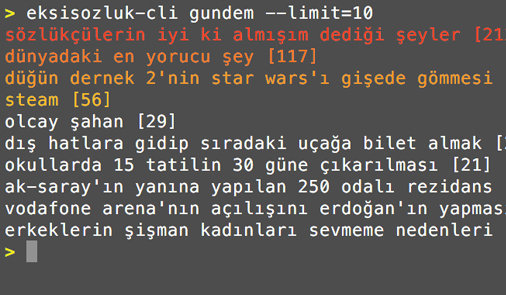 > eksisozluk-cli gundem --limit=10
sözlükçülerin iyi ki almışım dediği şeyler [21
dünyadaki en yorucu şey [117]
düğün dernek 2'nin star wars'ı gişede gömmesi
steam [56]
olcay şahan [29]
dış hatlara gidip sıradaki uçağa bilet almak [
okullarda 15 tatilin 30 güne çıkarılması [21]
ak-saray'ın yanına yapılan 250 odalı rezidans
vodafone arena'nın açılışını erdoğan'ın yapmas
erkeklerin şişman kadınları sevmeme nedenleri
>